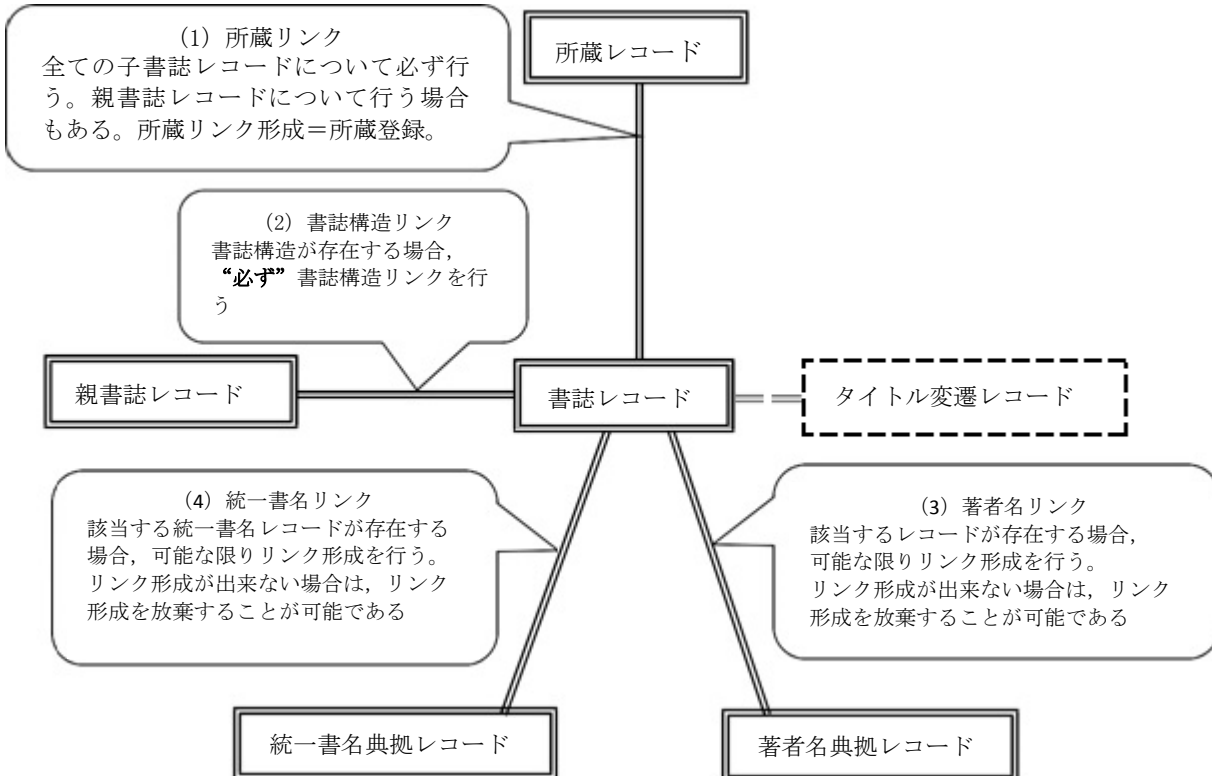 (1) 所蔵リンク
全ての子書誌レコードについて必ず行
う。親書誌レコードについて行う場合
もある。所蔵リンク形成＝所蔵登録。
所蔵レコード
(2) 書誌構造リンク
書誌構造が存在する場合，
“必ず”書誌構造リンクを行
う
親書誌レコード
書誌レコード
タイトル変遷レコード
(4) 統一書名リンク
該当する統一書名レコードが存在する
場合，可能な限りリンク形成を行う。
リンク形成が出来ない場合は，リンク
形成を放棄することが可能である
(3) 著者名リンク
該当するレコードが存在する場合，
可能な限りリンク形成を行う。
リンク形成が出来ない場合は，リンク
形成を放棄することが可能である
統一書名典拠レコード
著者名典拠レコード